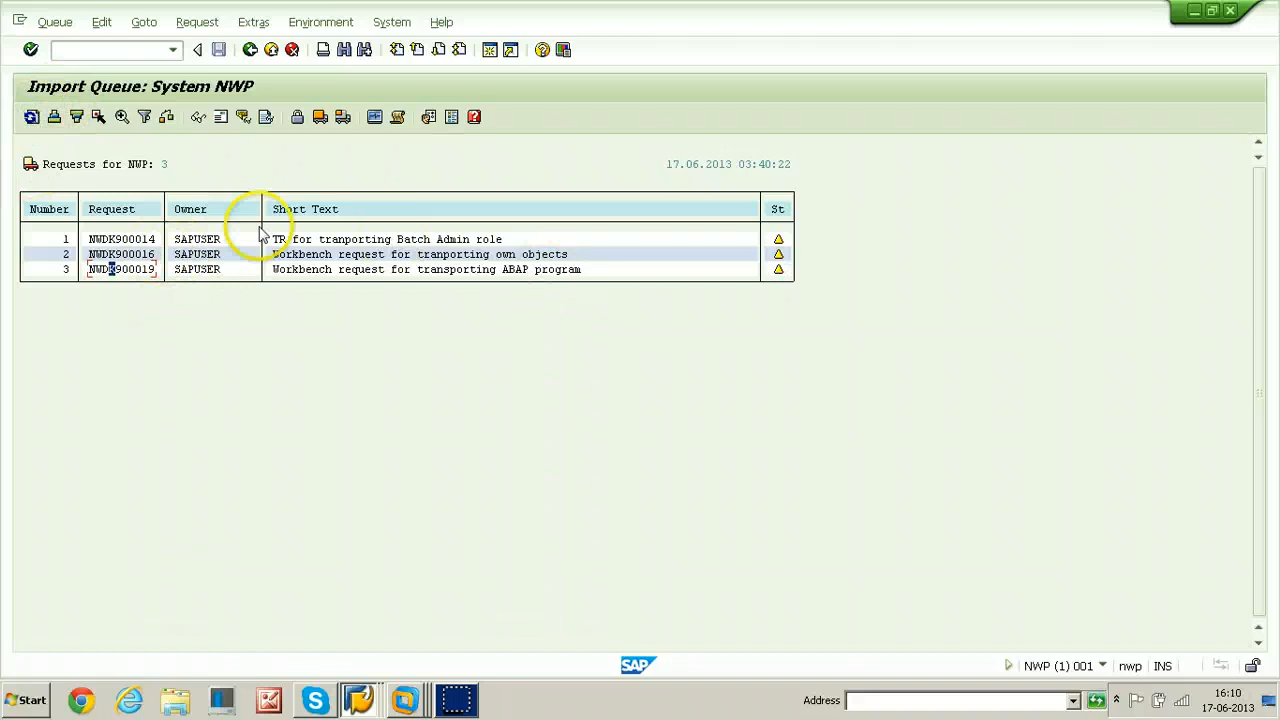 Queue Edit Goto Request Extras Environment System Help
Import Queue: System NWP
Requests for NWP: 3 17.06.2013 03:40:22
Number Request Owner Short Text St
1 NWDK900014 SAPUSER TR for tranporting Batch Admin role
2 NWDK900016 SAPUSER Workbench request for tranporting own objects
3 NWDK900019 SAPUSER Workbench request for transporting ABAP program
SAP NWP (1) 001 nwp INS
Start Address 16:10
17-06-2013